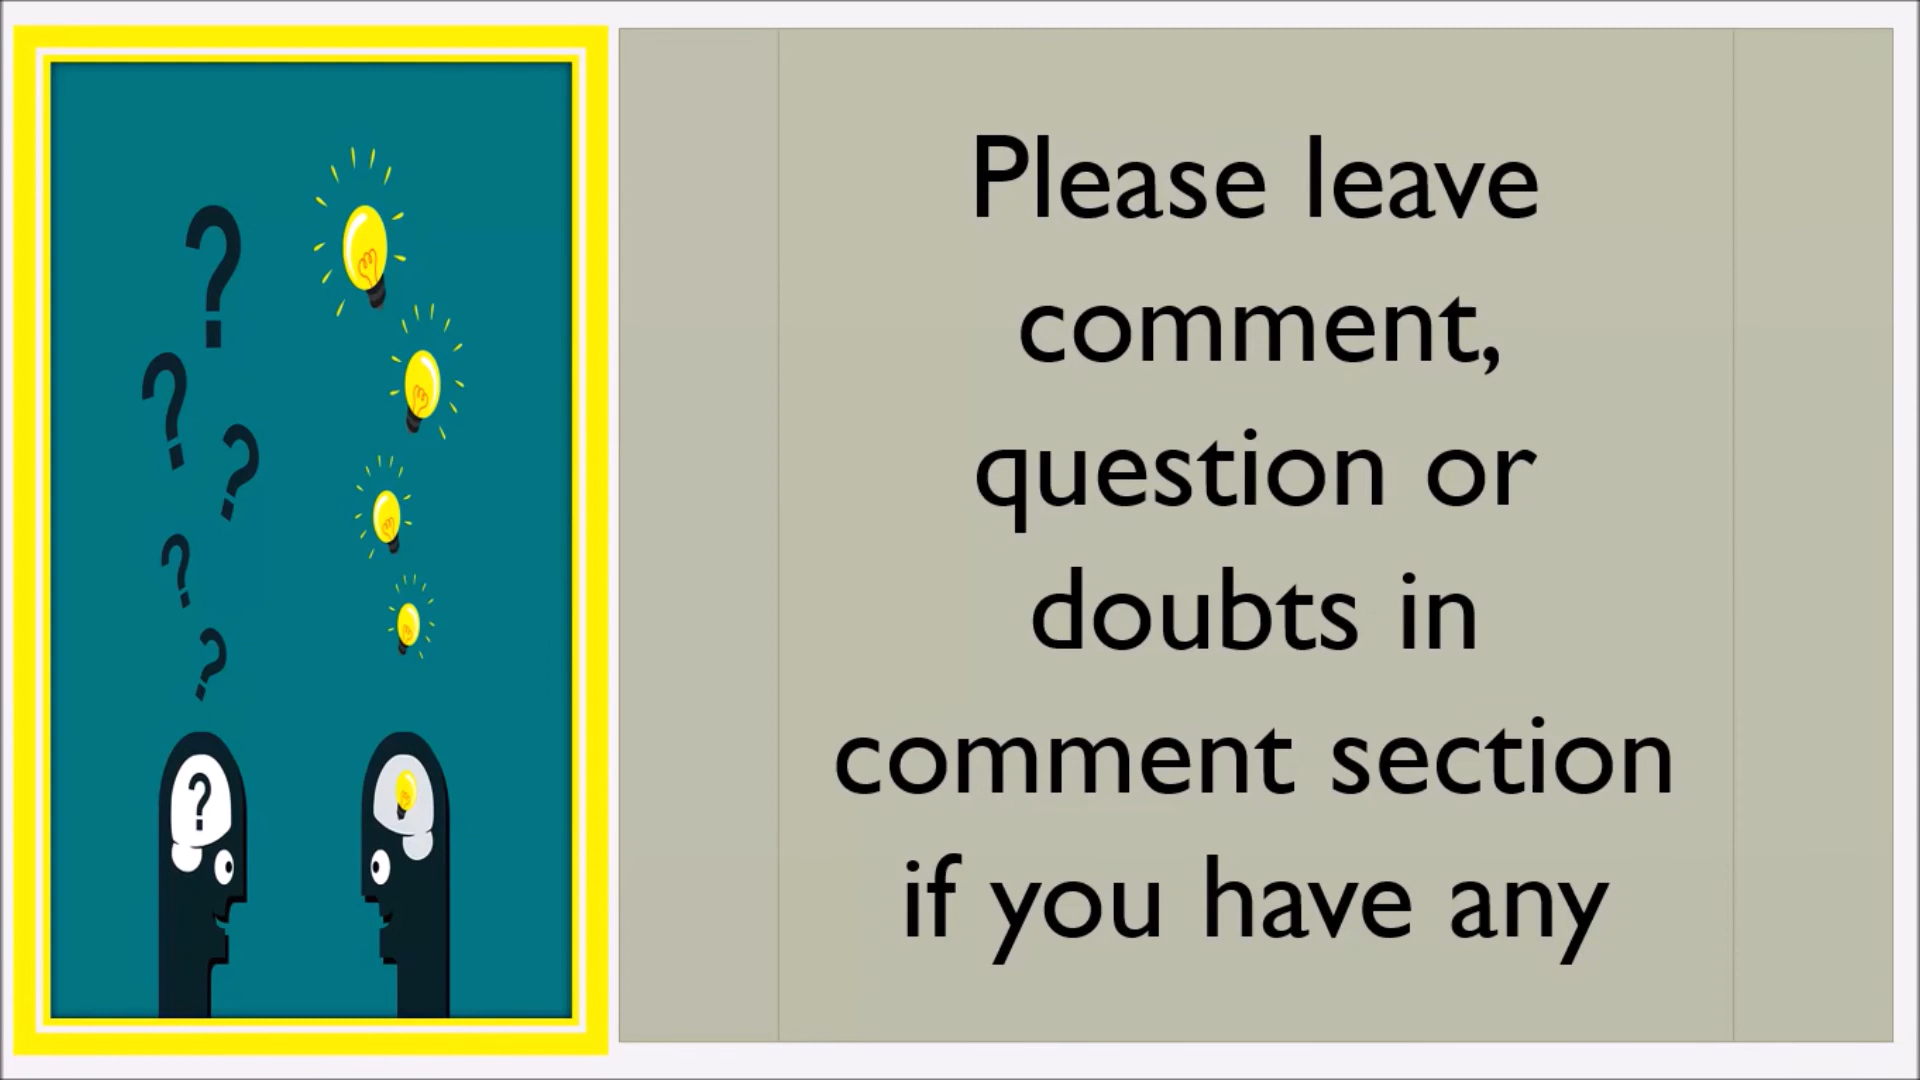 Please leave
comment,
question or
doubts in
comment section
if you have any